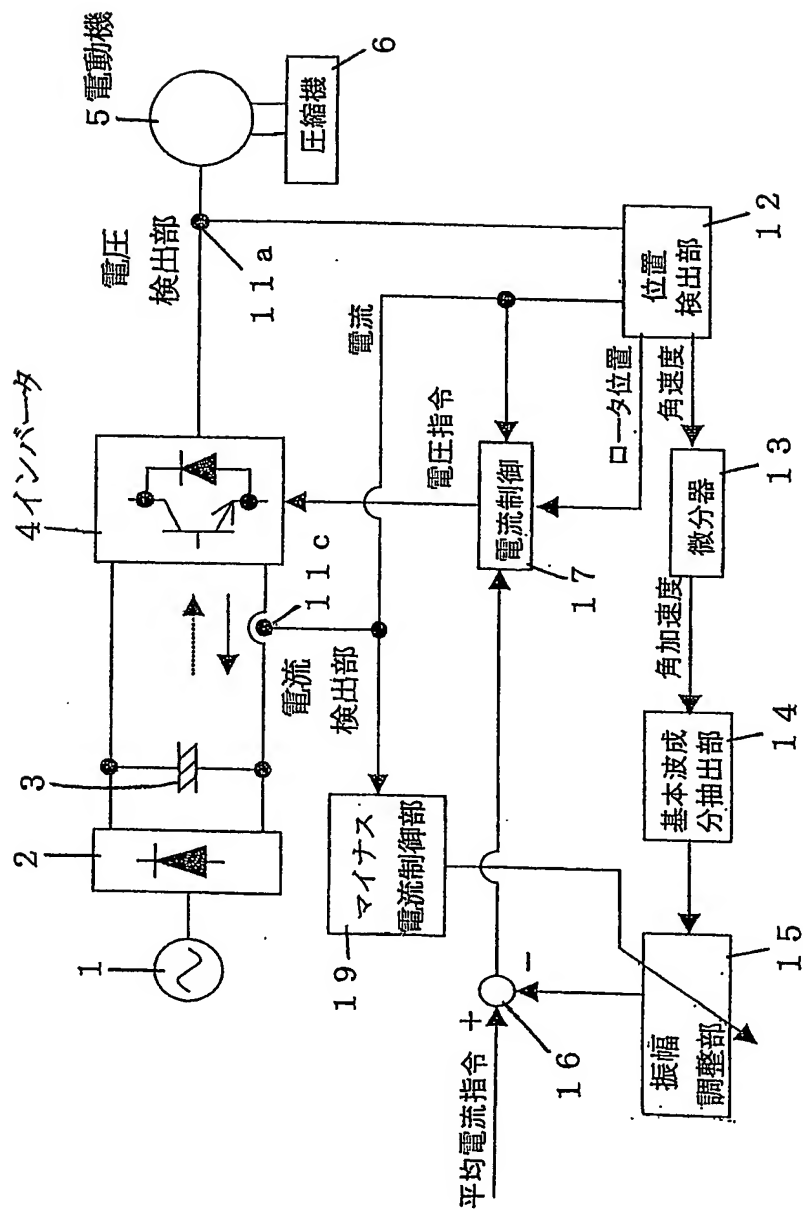 1
2
3
4 インバータ
5 電動機
圧縮機
6
電圧
検出部
11a
11c
電流
検出部
電流
電圧指令
マイナス
電流制御部
19
電流制御
17
ロータ位置
位置
検出部
12
角速度
微分器
13
角加速度
基本波成
分抽出部
14
振幅
調整部
15
平均電流指令
+
−
16